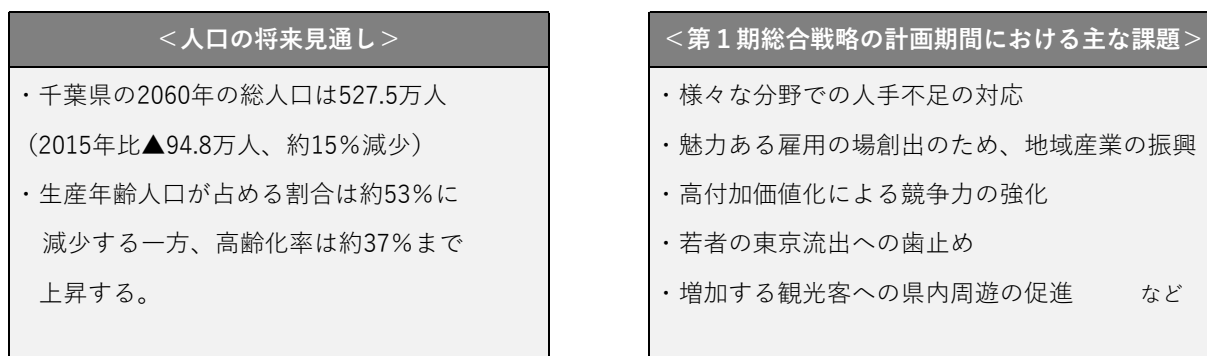 ＜人口の将来見通し＞
・千葉県の2060年の総人口は527.5万人
（2015年比▲94.8万人、約15％減少）
・生産年齢人口が占める割合は約53％に
減少する一方、高齢化率は約37％まで
上昇する。
＜第１期総合戦略の計画期間における主な課題＞
・様々な分野での人手不足の対応
・魅力ある雇用の場創出のため、地域産業の振興
・高付加価値化による競争力の強化
・若者の東京流出への歯止め
・増加する観光客への県内周遊の促進　　　など